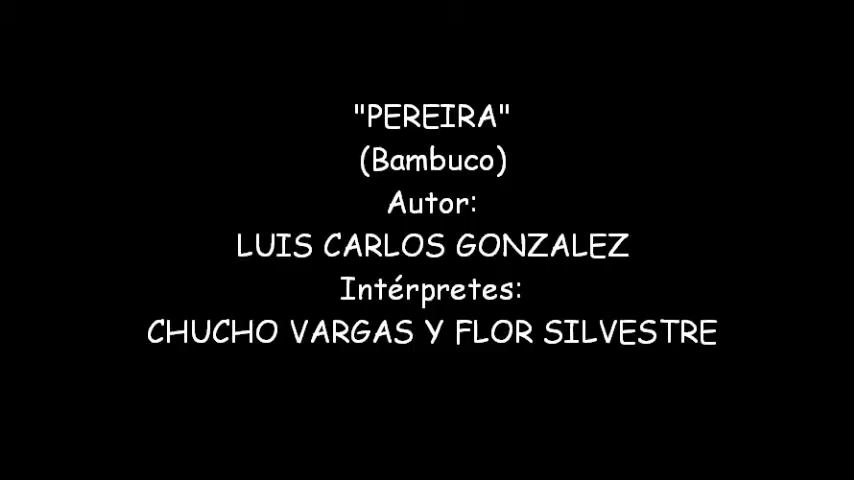 "PEREIRA"
(Bambuco)
Autor:
LUIS CARLOS GONZALEZ
Intérpretes:
CHUCHO VARGAS Y FLOR SILVESTRE